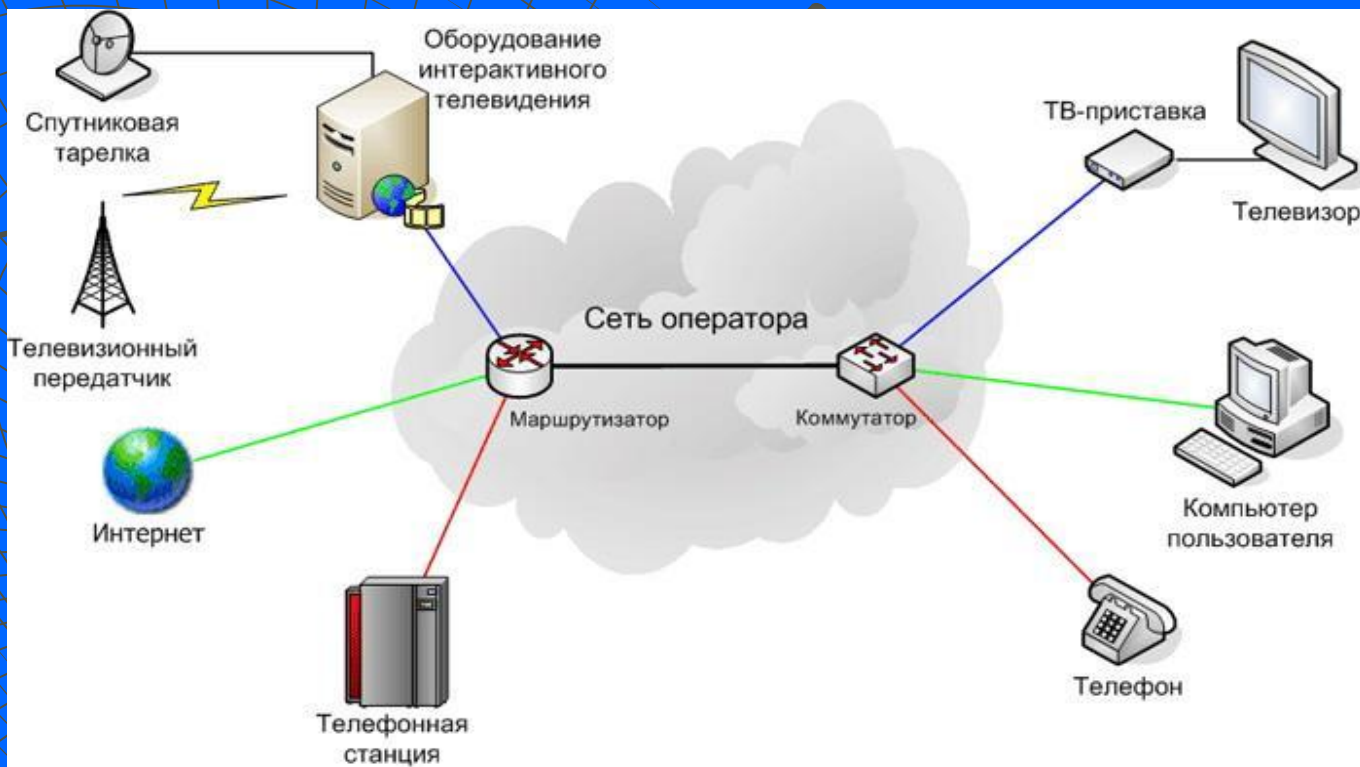 Оборудование
интерактивного
телевидения
Спутниковая
тарелка
ТВ-приставка
Телевизор
Телевизионный
передатчик
Сеть оператора
Маршрутизатор
Коммутатор
Интернет
Компьютер
пользователя
Телефонная
станция
Телефон